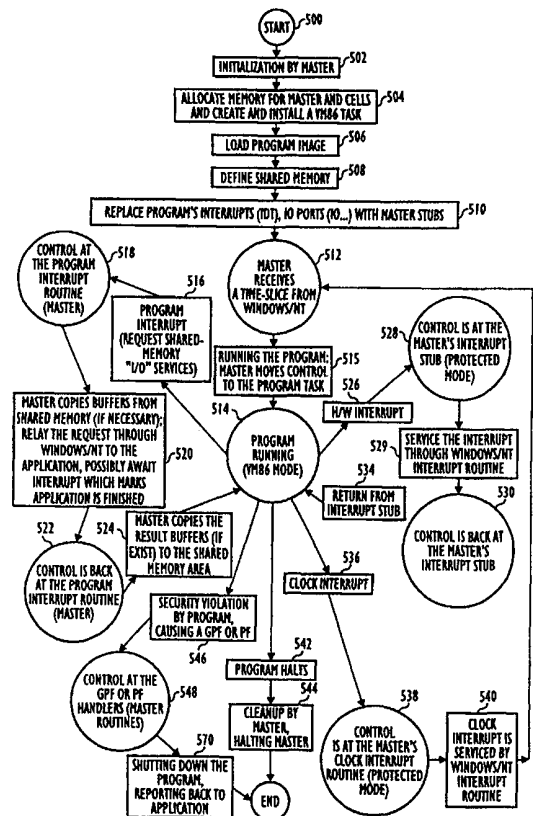 START
500
502
INITIALIZATION BY MASTER
ALLOCATE MEMORY FOR MASTER AND CELLS
AND CREATE AND INSTALL A VM86 TASK
504
506
LOAD PROGRAM IMAGE
508
DEFINE SHARED MEMORY
REPLACE PROGRAM'S INTERRUPTS (IDT), IO PORTS (IO...) WITH MASTER STUBS
510
518
CONTROL AT
THE PROGRAM
INTERRUPT
ROUTINE
(MASTER)
516
PROGRAM
INTERRUPT
(REQUEST SHARED-
MEMORY
"I/O" SERVICES)
512
MASTER
RECEIVES
A TIME-SLICE FROM
WINDOWS/NT
RUNNING THE PROGRAM:
MASTER MOVES CONTROL
TO THE PROGRAM TASK
515
514
PROGRAM
RUNNING
(VM86 MODE)
526
H/W INTERRUPT
528
CONTROL IS AT THE
MASTER'S INTERRUPT
STUB (PROTECTED
MODE)
529
SERVICE THE INTERRUPT
THROUGH WINDOWS/NT
INTERRUPT ROUTINE
530
CONTROL IS BACK
AT THE MASTER'S
INTERRUPT STUB
534
RETURN FROM
INTERRUPT STUB
MASTER COPIES BUFFERS FROM
SHARED MEMORY (IF NECESSARY);
RELAY THE REQUEST THROUGH
WINDOWS/NT TO THE
APPLICATION, POSSIBLY AWAIT
INTERRUPT WHICH MARKS
APPLICATION IS FINISHED
520
522
CONTROL IS BACK
AT THE PROGRAM
INTERRUPT ROUTINE
(MASTER)
524
MASTER COPIES THE
RESULT BUFFERS (IF
EXIST) TO THE SHARED
MEMORY AREA
536
CLOCK INTERRUPT
SECURITY VIOLATION
BY PROGRAM,
CAUSING A GPF OR PF
546
542
PROGRAM HALTS
544
CLEANUP BY
MASTER,
HALTING MASTER
CONTROL AT THE
GPF OR PF
HANDLERS (MASTER
ROUTINES)
548
570
SHUTTING DOWN THE
PROGRAM,
REPORTING BACK TO
APPLICATION
END
538
CONTROL
IS AT THE MASTER'S
CLOCK INTERRUPT
ROUTINE (PROTECTED
MODE)
540
CLOCK
INTERRUPT IS
SERVICED BY
WINDOWS/NT
INTERRUPT
ROUTINE